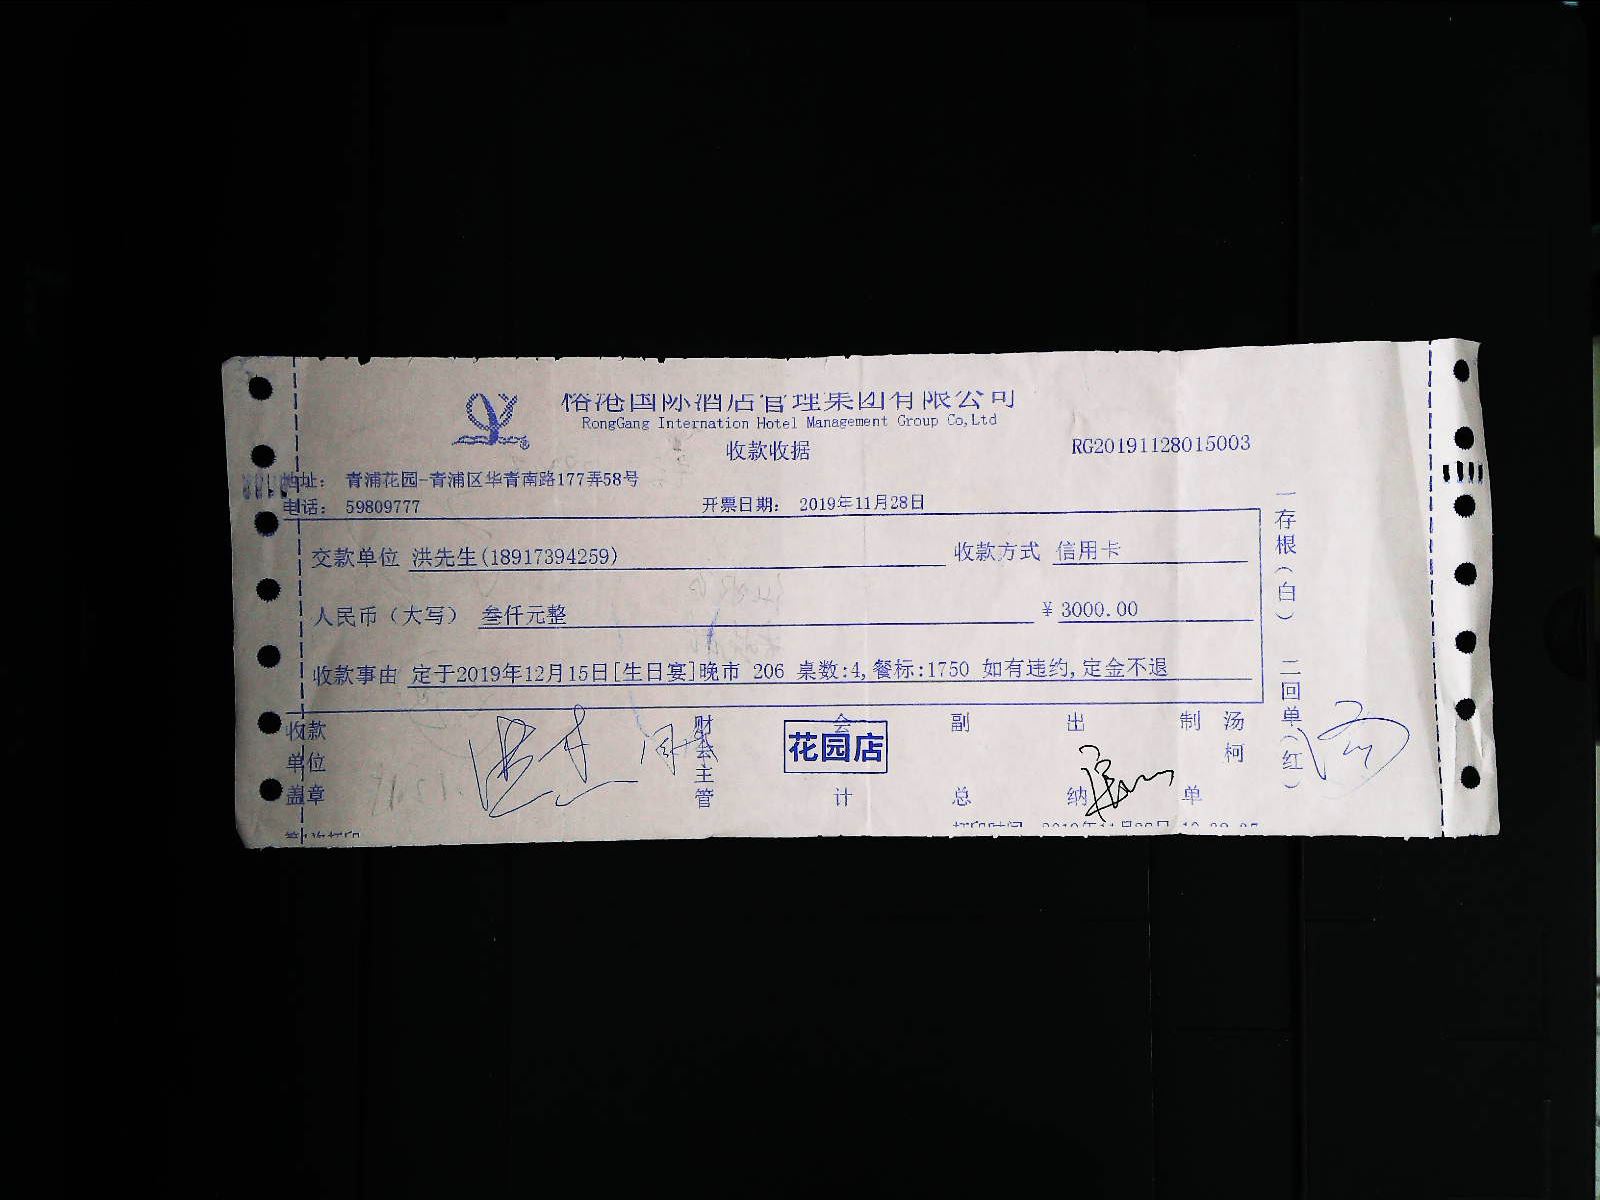 榕港国际酒店管理集团有限公司
RongGang Internation Hotel Management Group Co,Ltd
收款收据
RG20191128015003
地址: 青浦花园-青浦区华青南路177弄58号
电话: 59809777
开票日期: 2019年11月28日
交款单位 洪先生(18917394259)
收款方式 信用卡
人民币（大写） 叁仟元整
¥ 3000.00
收款事由 定于2019年12月15日[生日宴]晚市 206 桌数:4,餐标:1750 如有违约,定金不退
一存根（白） 二回单（红）
收款单位盖章
财会主管
会计
花园店
副总
出纳
制单
汤柯